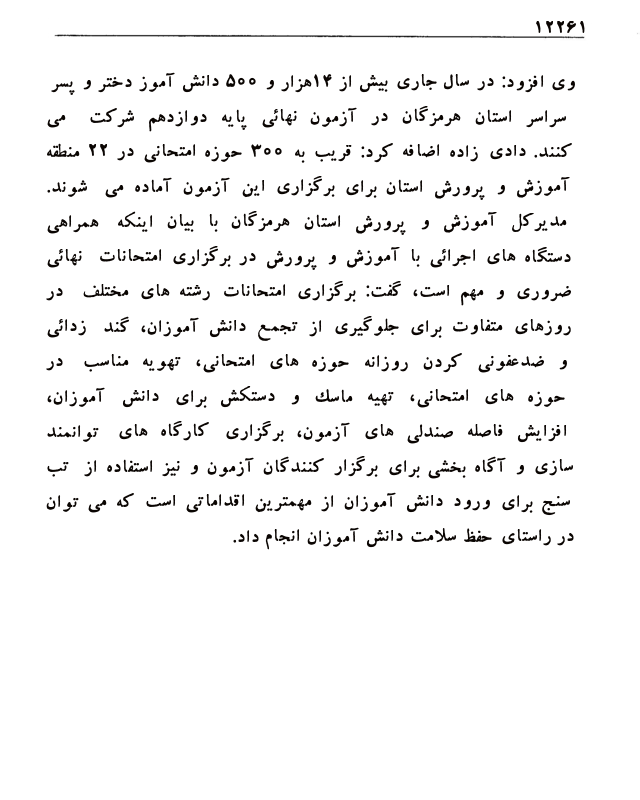 ۱۲۲۶۱
وی افزود: در سال جاری بیش از ۱۴هزار و ۵۰۰ دانش آموز دختر و پسر
سراسر استان هرمزگان در آزمون نهائی پایه دوازدهم شرکت می
کنند. دادی زاده اضافه کرد: قریب به ۳۰۰ حوزه امتحانی در ۲۲ منطقه
آموزش و پرورش استان برای برگزاری این آزمون آماده می شوند.
مدیرکل آموزش و پرورش استان هرمزگان با بیان اینکه همراهی
دستگاه های اجرائی با آموزش و پرورش در برگزاری امتحانات نهائی
ضروری و مهم است، گفت: برگزاری امتحانات رشته های مختلف در
روزهای متفاوت برای جلوگیری از تجمع دانش آموزان، گند زدائی
و ضدعفونی کردن روزانه حوزه های امتحانی، تهویه مناسب در
حوزه های امتحانی، تهیه ماسك و دستکش برای دانش آموزان،
افزایش فاصله صندلی های آزمون، برگزاری کارگاه های توانمند
سازی و آگاه بخشی برای برگزار کنندگان آزمون و نیز استفاده از تب
سنج برای ورود دانش آموزان از مهمترین اقداماتی است که می توان
در راستای حفظ سلامت دانش آموزان انجام داد.